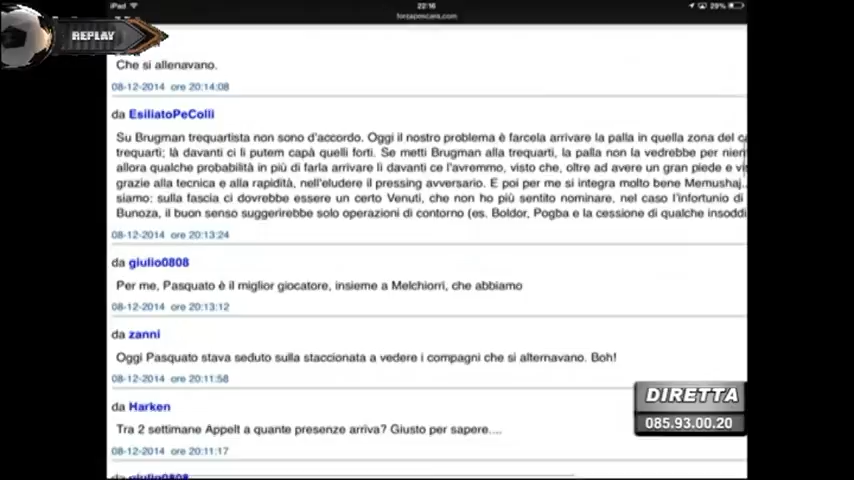 iPad
22:16
29%
forzapescara.com
REPLAY
Che si allenavano.
08-12-2014 ore 20:14:08
da EsiliatoPeColli
Su Brugman trequartista non sono d'accordo. Oggi il nostro problema è farcela arrivare la palla in quella zona del
trequarti; là davanti ci li putem capà quelli forti. Se metti Brugman alla trequarti, la palla non la vedrebbe per
allora qualche probabilità in più di farla arrivare lì davanti ce l'avremmo, visto che, oltre ad avere un gran piede e
grazie alla tecnica e alla rapidità, nell'eludere il pressing avversario. E poi per me si integra molto bene Memushaj..
siamo: sulla fascia ci dovrebbe essere un certo Venuti, che non ho più sentito nominare, nel caso l'infortunio di
Bunoza, il buon senso suggerirebbe solo operazioni di contorno (es. Boldor, Pogba e la cessione di qualche insoddi
08-12-2014 ore 20:13:24
da giulio0808
Per me, Pasquato è il miglior giocatore, insieme a Melchiorri, che abbiamo
08-12-2014 ore 20:13:12
da zanni
Oggi Pasquato stava seduto sulla staccionata a vedere i compagni che si alternavano. Boh!
08-12-2014 ore 20:11:58
da Harken
Tra 2 settimane Appelt a quante presenze arriva? Giusto per sapere....
08-12-2014 ore 20:11:17
da giulio0808
DIRETTA
085.93.00.20